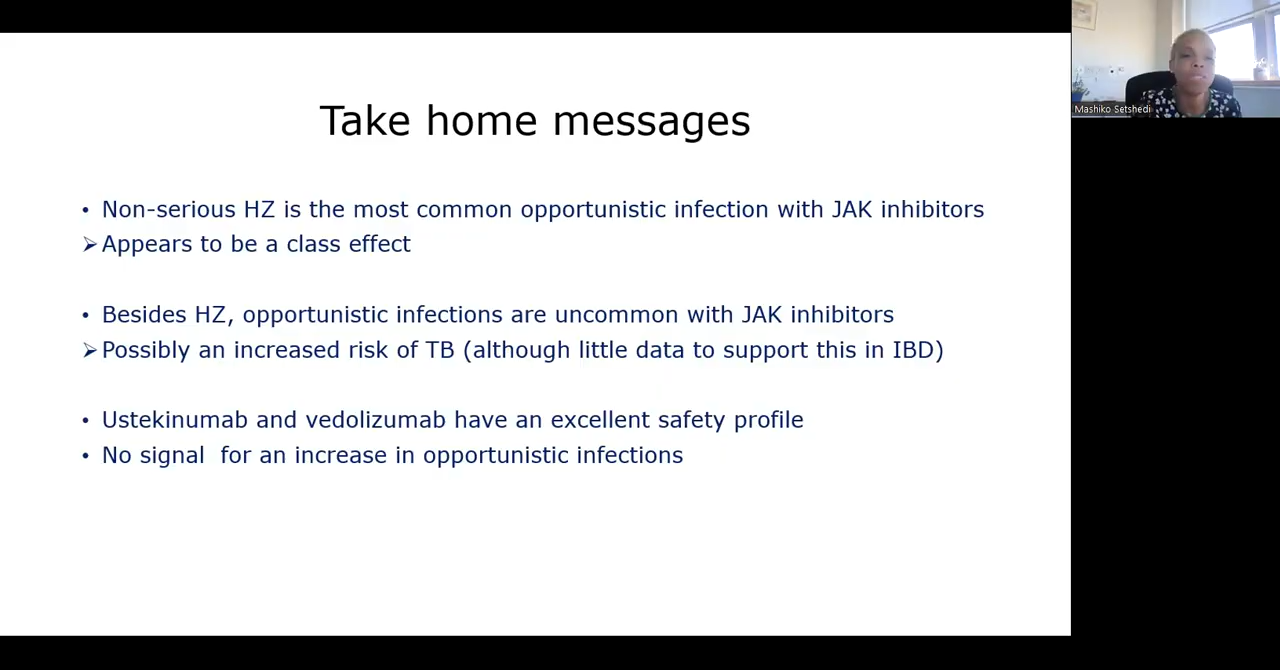 Take home messages
• Non-serious HZ is the most common opportunistic infection with JAK inhibitors
➢ Appears to be a class effect
• Besides HZ, opportunistic infections are uncommon with JAK inhibitors
➢ Possibly an increased risk of TB (although little data to support this in IBD)
• Ustekinumab and vedolizumab have an excellent safety profile
• No signal  for an increase in opportunistic infections
Mashiko Setshedi